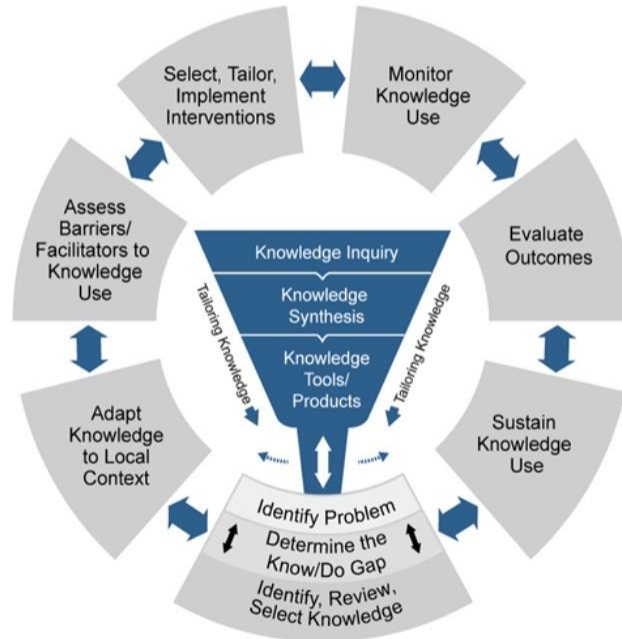 Select, Tailor,
Implement
Interventions
Monitor
Knowledge
Use
Assess
Barriers/
Facilitators to
Knowledge
Use
Evaluate
Outcomes
Knowledge Inquiry
Knowledge
Synthesis
Knowledge
Tools/
Products
Tailoring Knowledge
Tailoring Knowledge
Adapt
Knowledge
to Local
Context
Sustain
Knowledge
Use
Identify Problem
Determine the
Know/Do Gap
Identify, Review,
Select Knowledge